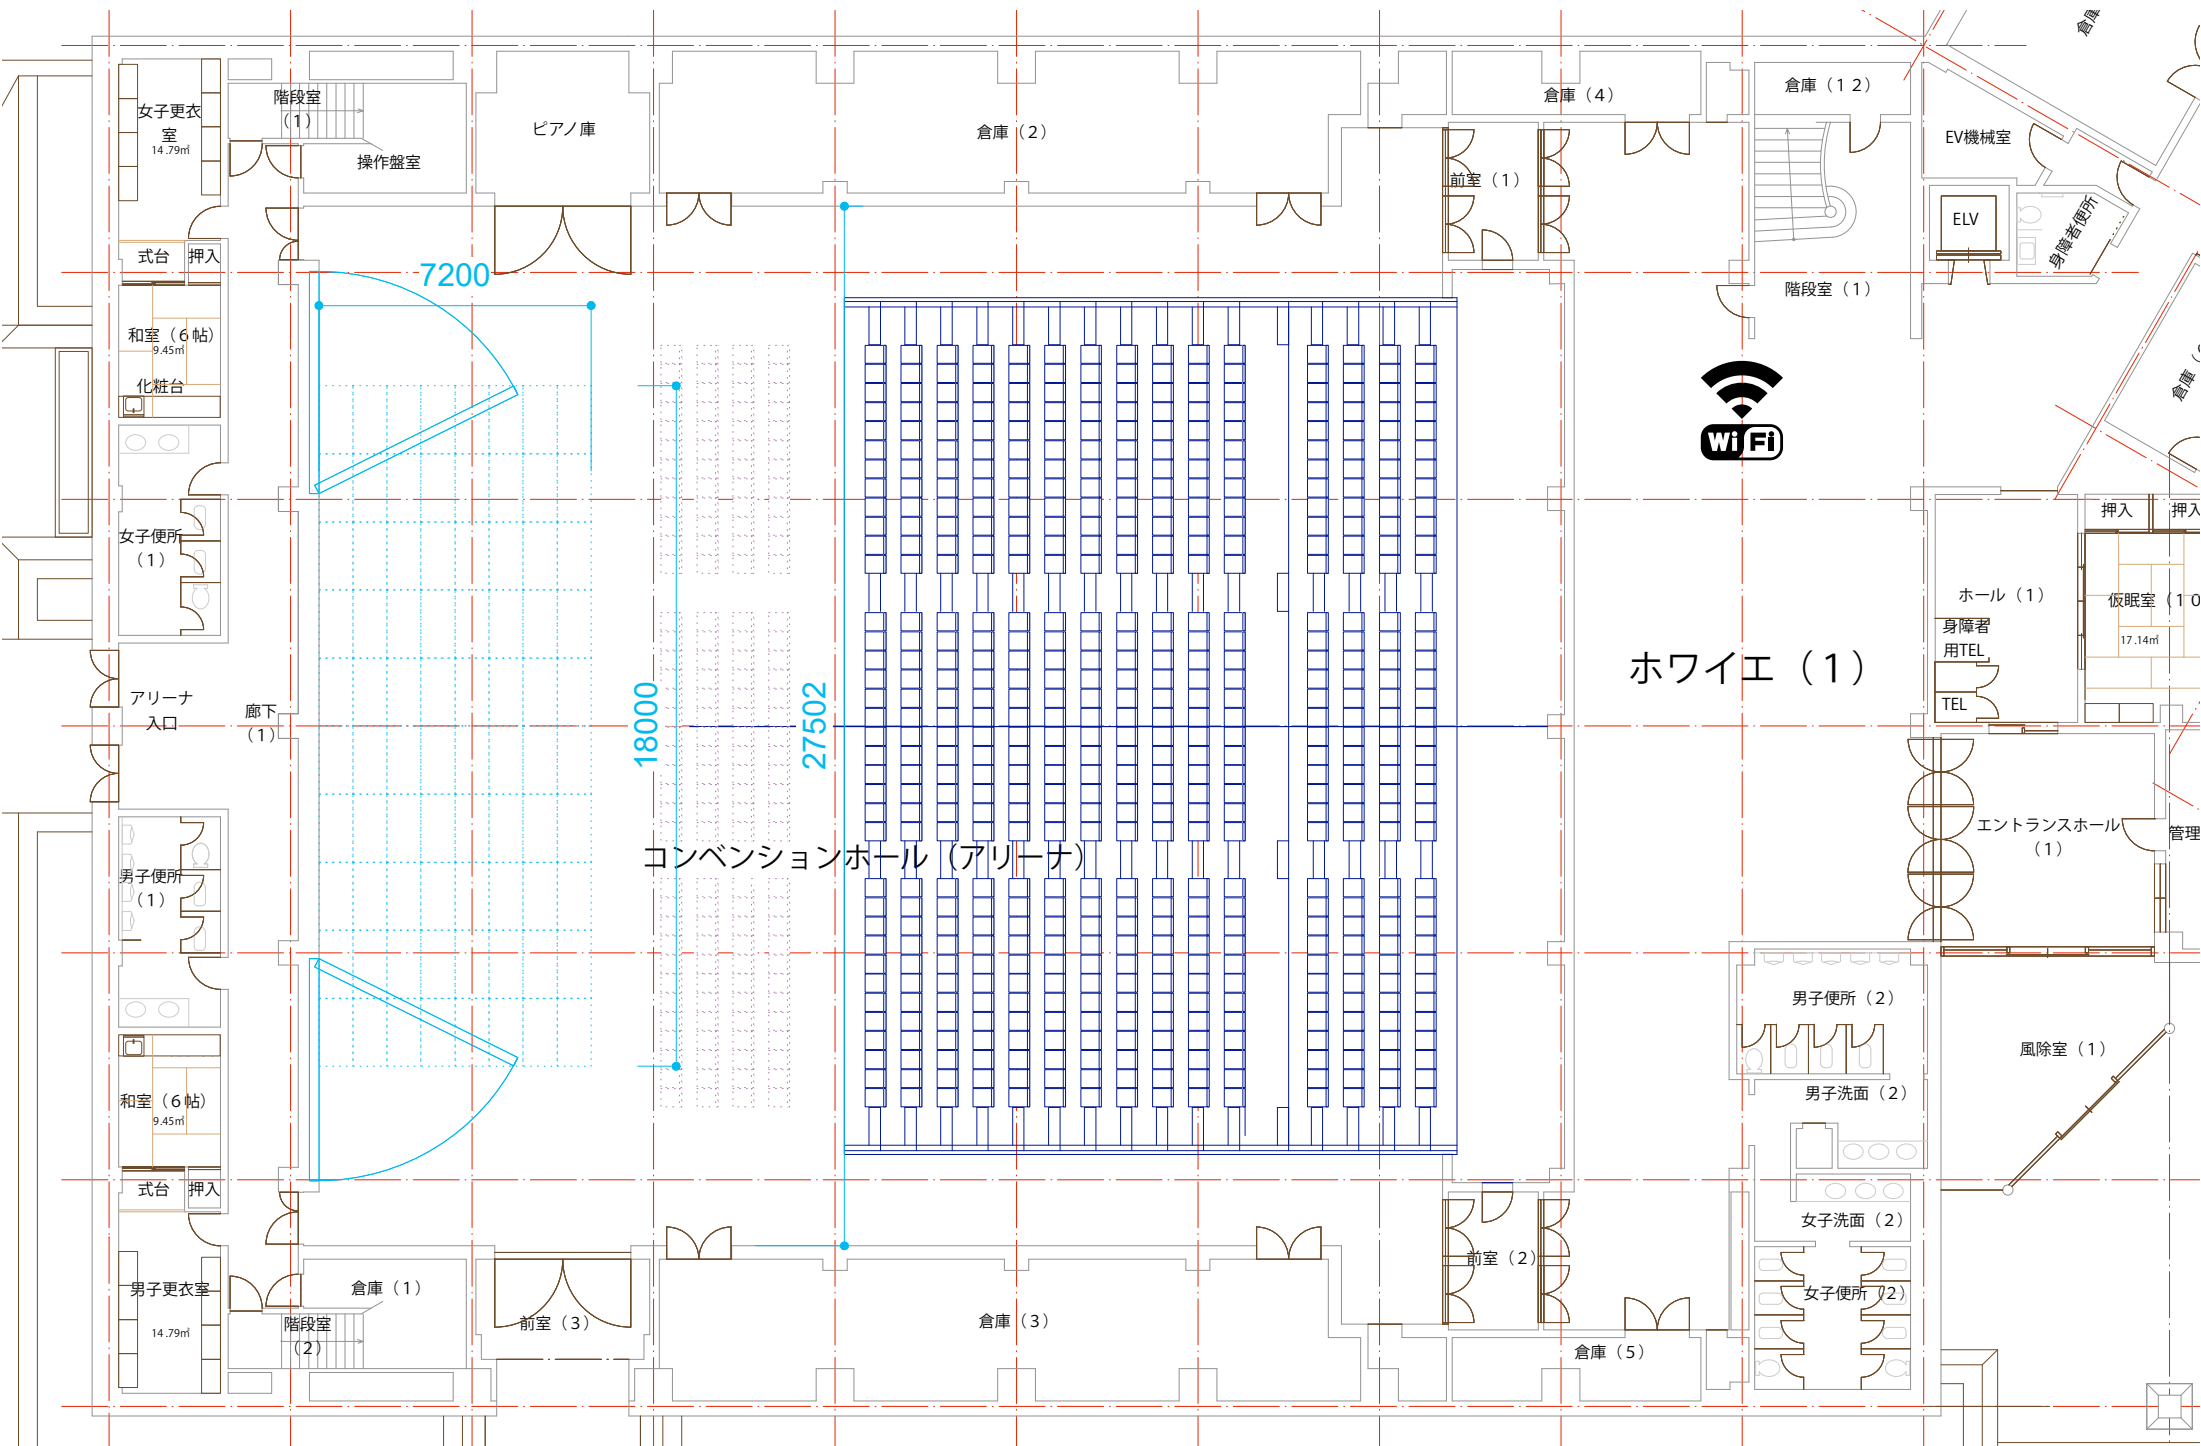 倉庫
女子更衣
室
14.79㎡
階段室
（1）
操作盤室
ピアノ庫
倉庫（2）
倉庫（4）
倉庫（12）
EV機械室
前室（1）
ELV
身障者便所
式台
押入
7200
階段室（1）
和室（6帖）
9.45㎡
化粧台
倉庫（
WiFi
女子便所
（1）
押入
押入
ホール（1）
仮眠室（10
17.14㎡
身障者
用TEL
TEL
ホワイエ（1）
アリーナ
入口
廊下
（1）
18000
27502
コンベンションホール（アリーナ）
エントランスホール
（1）
管理
男子便所
（1）
男子便所（2）
風除室（1）
男子洗面（2）
和室（6帖）
9.45㎡
式台
押入
女子洗面（2）
前室（2）
男子更衣室
14.79㎡
倉庫（1）
階段室
（2）
前室（3）
倉庫（3）
女子便所（2）
倉庫（5）